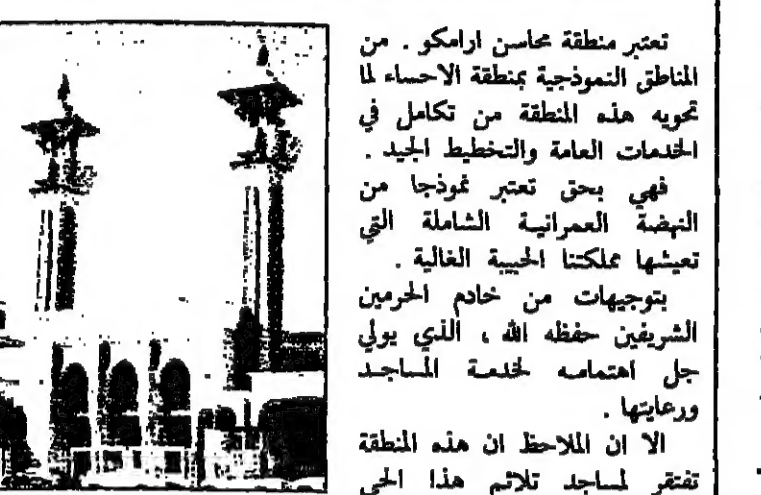 تعتبر منطقة محاسن ارامكو . من
المناطق النموذجية بمنطقة الاحساء لما
تحويه هذه المنطقة من تكامل في
الخدمات العامة والتخطيط الجيد .
فهي بحق تعتبر نموذجا من
النهضة العمرانية الشاملة التي
تعيشها مملكتنا الحبيبة الغالية .
بتوجيهات من خادم الحرمين
الشريفين حفظه الله ، الذي يولي
جل اهتمامه لخدمة المساجد
ورعايتها .
الا ان الملاحظ ان هذه المنطقة
تفتقر لمساجد تلائم هذا الحي